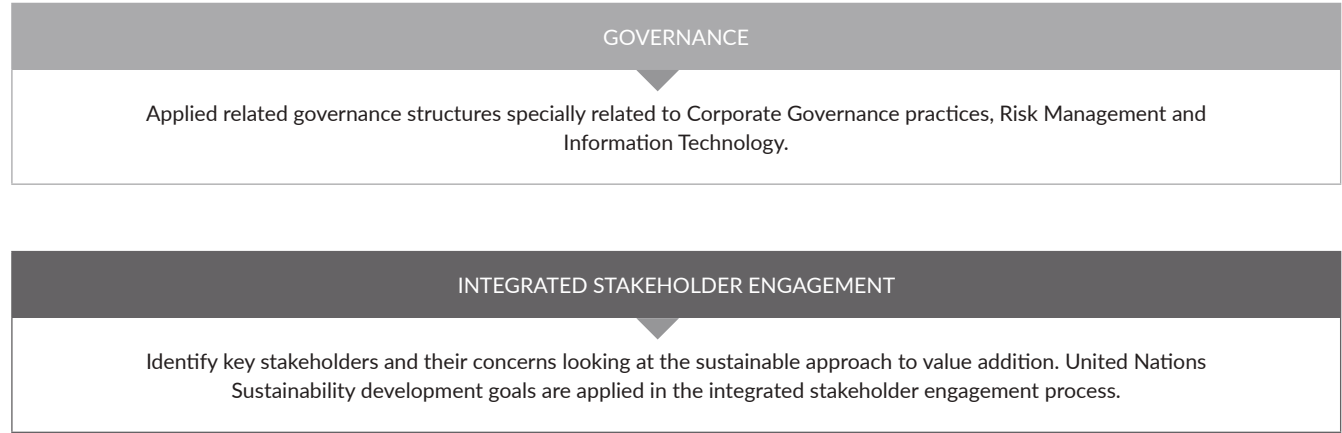 GOVERNANCE
Applied related governance structures specially related to Corporate Governance practices, Risk Management and
Information Technology.
INTEGRATED STAKEHOLDER ENGAGEMENT
Identify key stakeholders and their concerns looking at the sustainable approach to value addition. United Nations
Sustainability development goals are applied in the integrated stakeholder engagement process.